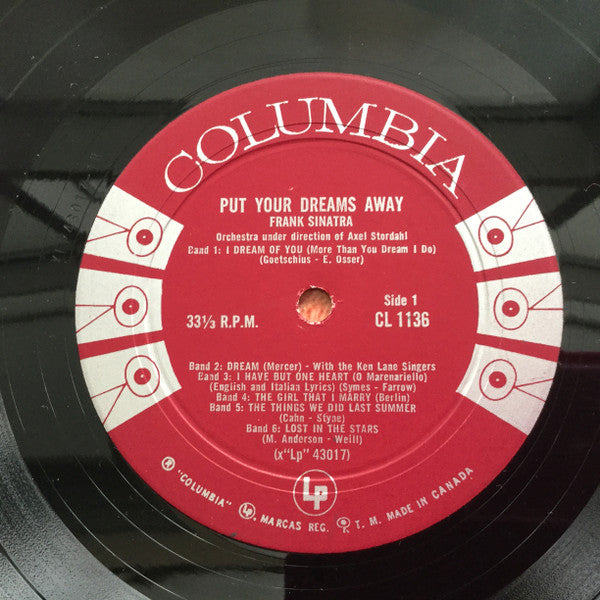 COLUMBIA
PUT YOUR DREAMS AWAY
FRANK SINATRA
Orchestra under direction of Axel Stordahl
Band 1: I DREAM OF YOU (More Than You Dream I Do)
(Goetschius - E. Osser)
33⅓ R.P.M.
Side 1
CL 1136
Band 2: DREAM (Mercer) - With the Ken Lane Singers
Band 3: I HAVE BUT ONE HEART (O Marenariello)
(English and Italian Lyrics) (Symes - Farrow)
Band 4: THE GIRL THAT I MARRY (Berlin)
Band 5: THE THINGS WE DID LAST SUMMER
(Cahn - Styne)
Band 6: LOST IN THE STARS
(M. Anderson - Weill)
(x"Lp" 43017)
Lp
® "COLUMBIA" Lp, MARCAS REG. T. M. MADE IN CANADA